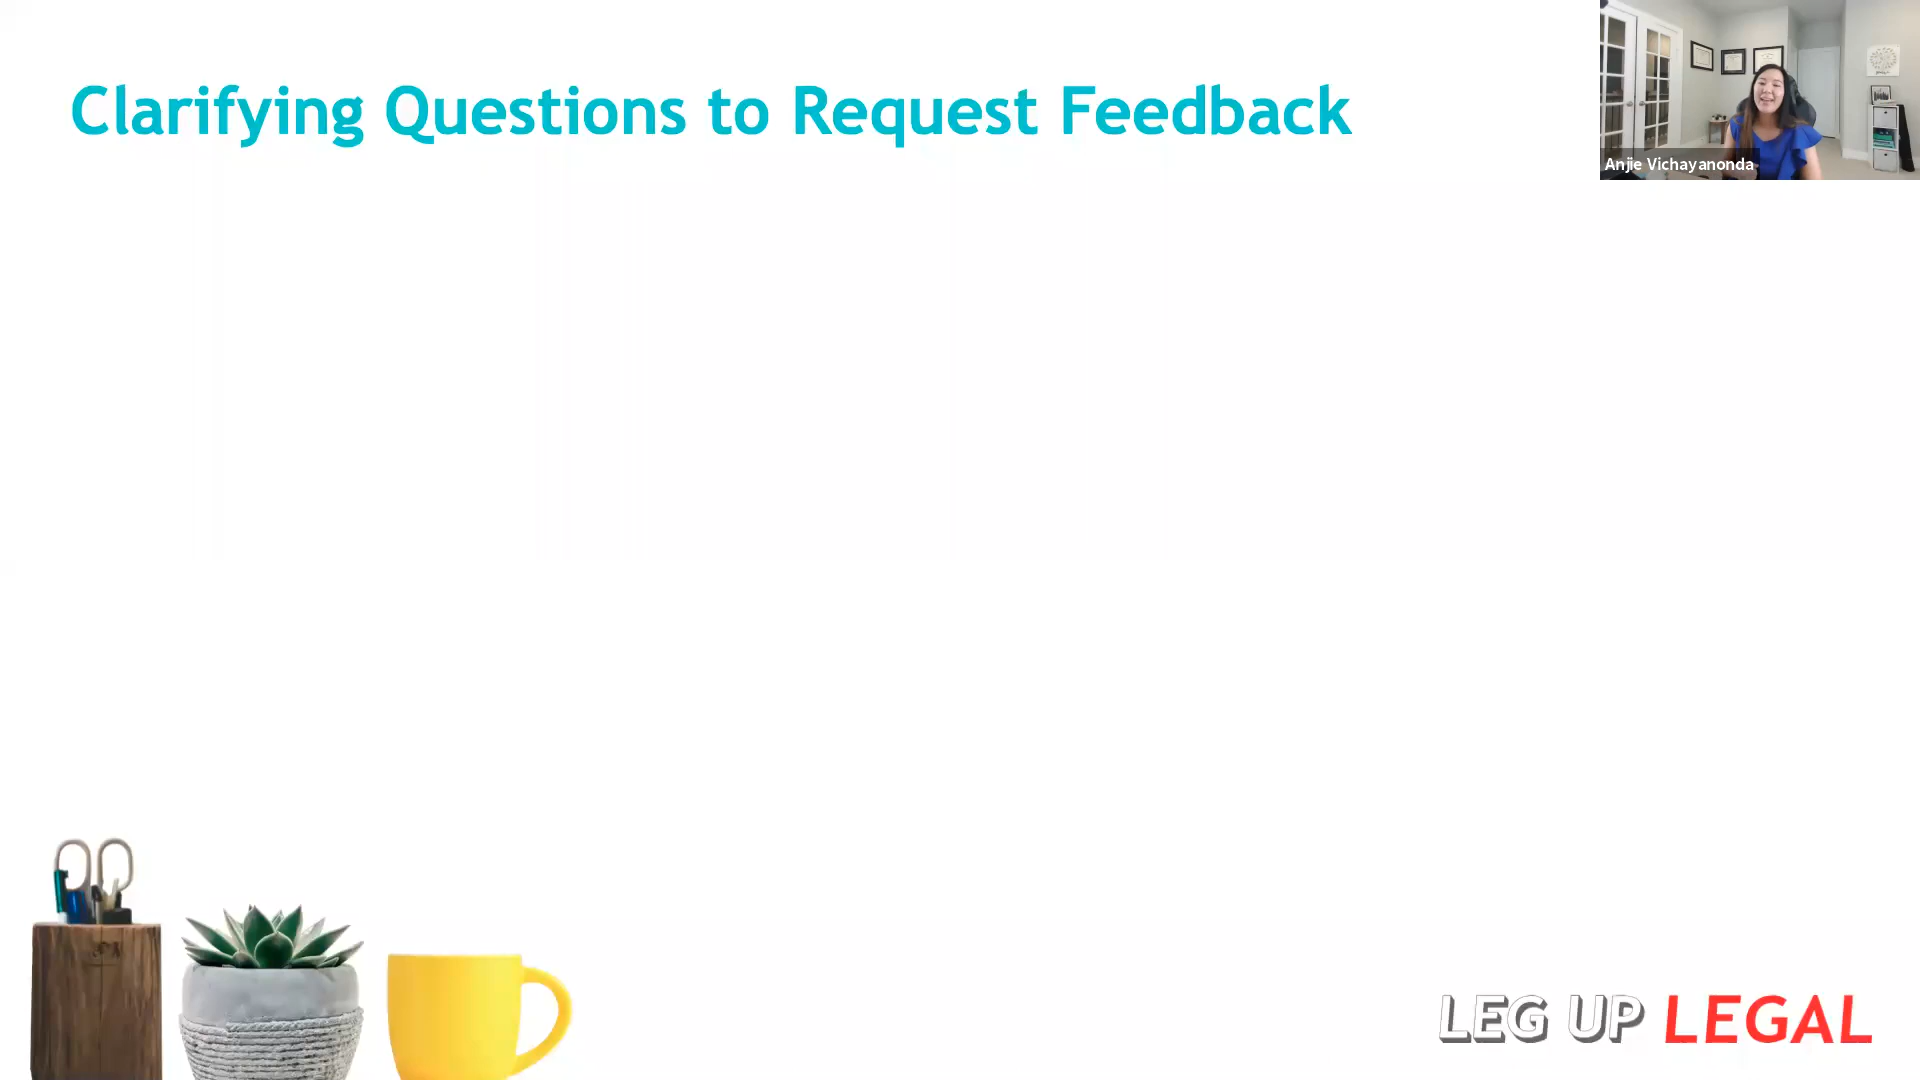 Clarifying Questions to Request Feedback
Anjie Vichayanonda
LEG UP LEGAL